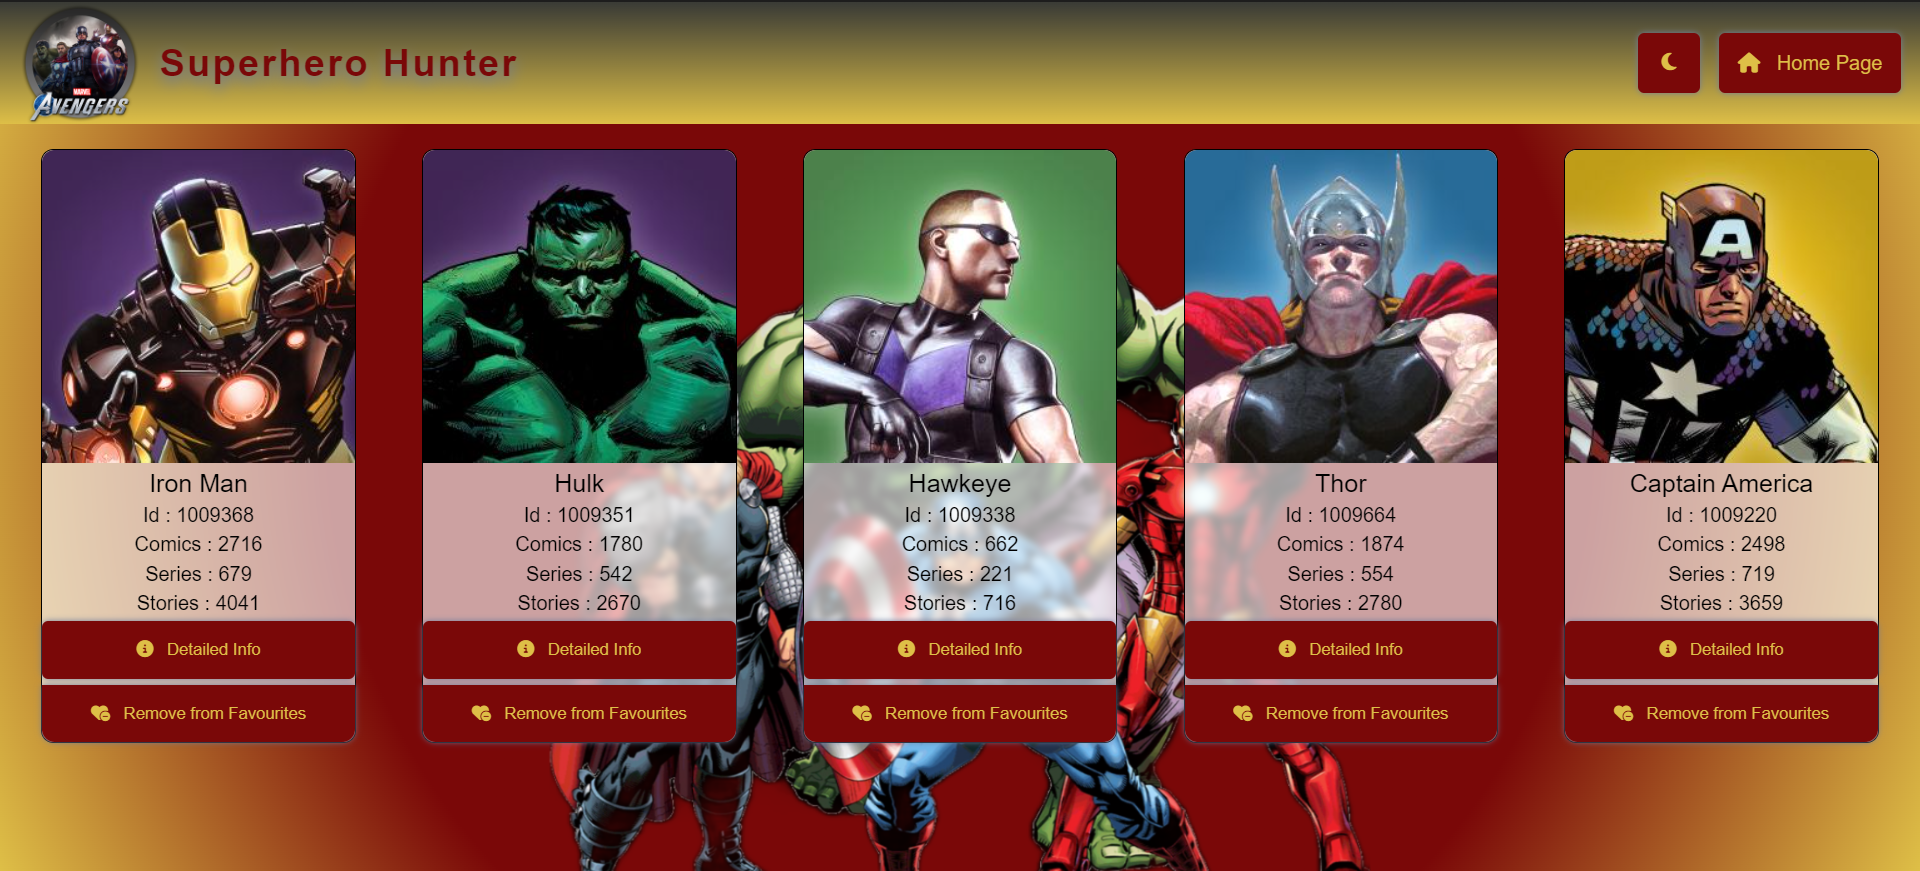 MARVEL
AVENGERS
Superhero Hunter
Home Page
A
Iron Man
Id : 1009368
Comics : 2716
Series : 679
Stories : 4041
Detailed Info
Remove from Favourites
Hulk
Id : 1009351
Comics : 1780
Series : 542
Stories : 2670
Detailed Info
Remove from Favourites
Hawkeye
Id : 1009338
Comics : 662
Series : 221
Stories : 716
Detailed Info
Remove from Favourites
Thor
Id : 1009664
Comics : 1874
Series : 554
Stories : 2780
Detailed Info
Remove from Favourites
Captain America
Id : 1009220
Comics : 2498
Series : 719
Stories : 3659
Detailed Info
Remove from Favourites